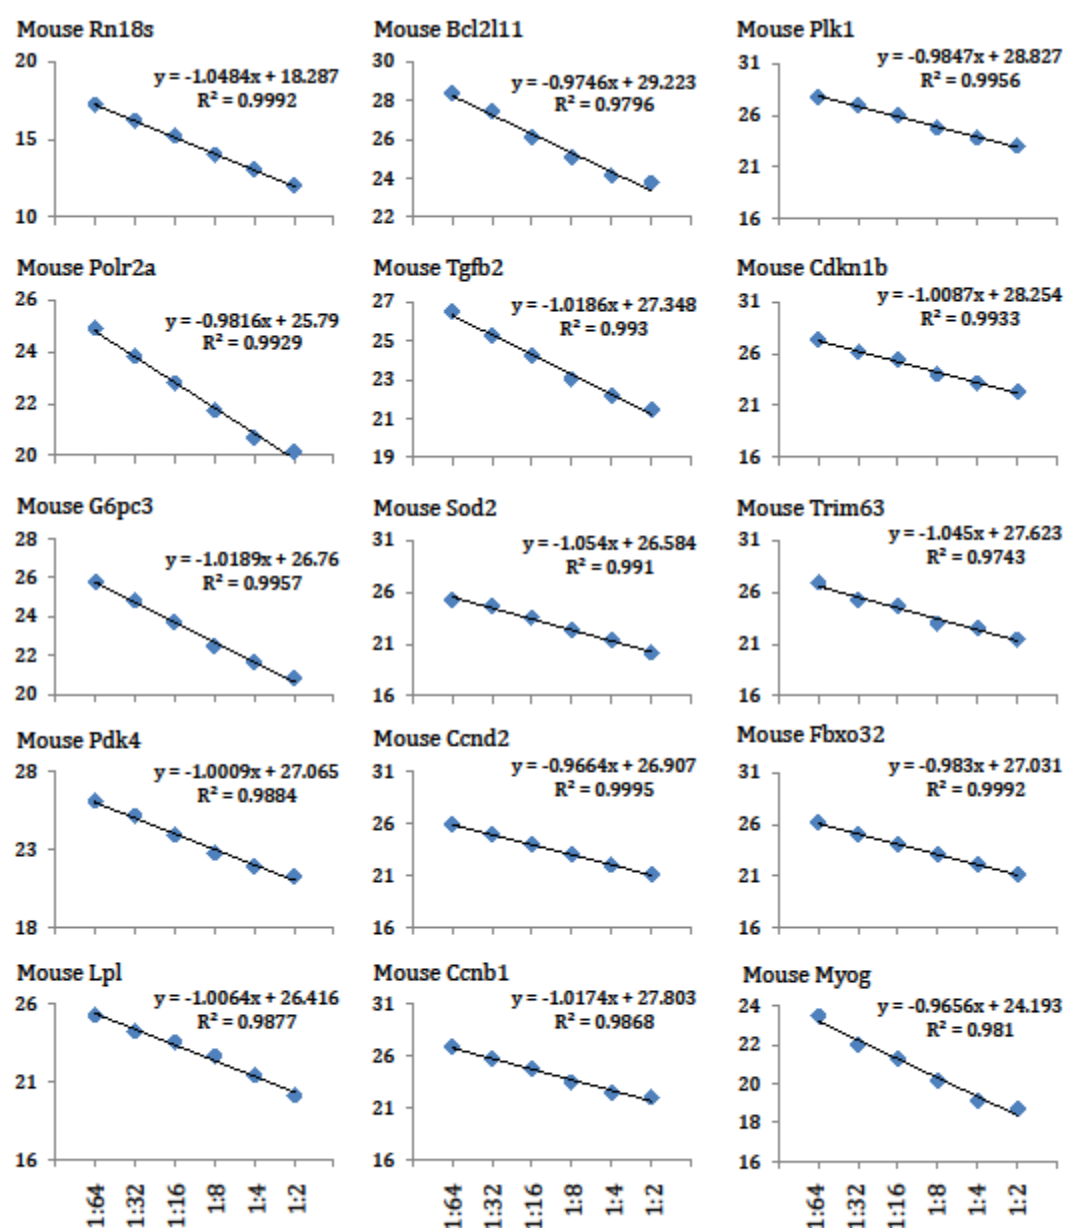 Mouse Rn18s
20
15
10
y = -1.0484x + 18.287
R² = 0.9992
Mouse Bcl2l11
30
28
26
24
22
y = -0.9746x + 29.223
R² = 0.9796
Mouse Plk1
31
26
21
16
y = -0.9847x + 28.827
R² = 0.9956
Mouse Polr2a
26
24
22
20
y = -0.9816x + 25.79
R² = 0.9929
Mouse Tgfb2
27
25
23
21
19
y = -1.0186x + 27.348
R² = 0.993
Mouse Cdkn1b
31
26
21
16
y = -1.0087x + 28.254
R² = 0.9933
Mouse G6pc3
28
26
24
22
20
y = -1.0189x + 26.76
R² = 0.9957
Mouse Sod2
31
26
21
16
y = -1.054x + 26.584
R² = 0.991
Mouse Trim63
31
26
21
16
y = -1.045x + 27.623
R² = 0.9743
Mouse Pdk4
28
23
18
y = -1.0009x + 27.065
R² = 0.9884
Mouse Ccnd2
31
26
21
16
y = -0.9664x + 26.907
R² = 0.9995
Mouse Fbxo32
31
26
21
16
y = -0.983x + 27.031
R² = 0.9992
Mouse Lpl
26
21
16
y = -1.0064x + 26.416
R² = 0.9877
1:64
1:32
1:16
1:8
1:4
1:2
Mouse Ccnb1
31
26
21
16
y = -1.0174x + 27.803
R² = 0.9868
1:64
1:32
1:16
1:8
1:4
1:2
Mouse Myog
24
22
20
18
16
y = -0.9656x + 24.193
R² = 0.981
1:64
1:32
1:16
1:8
1:4
1:2